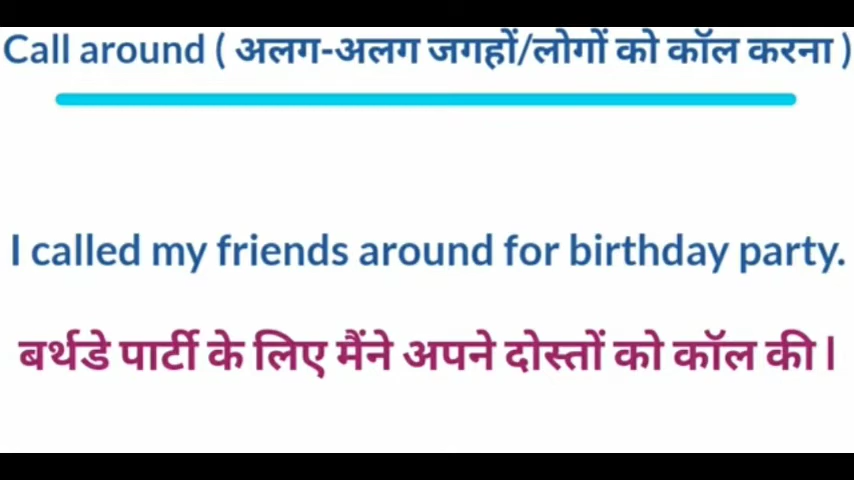 Call around ( अलग-अलग जगहों/लोगों को कॉल करना )
I called my friends around for birthday party.
बर्थडे पार्टी के लिए मैंने अपने दोस्तों को कॉल की।